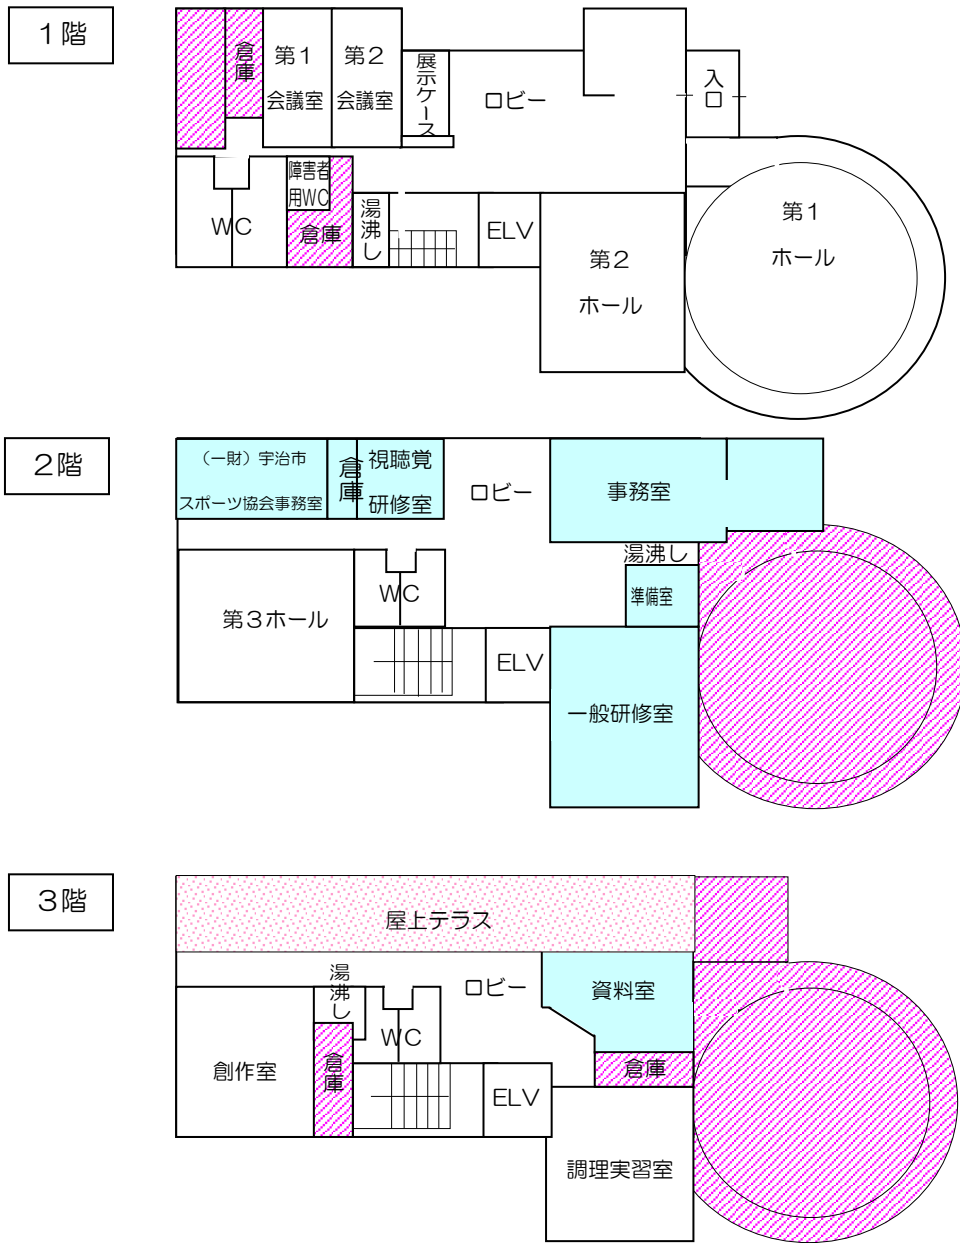 1階
倉庫
第1
会議室
第2
会議室
展示ケース
ロビー
入口
障害者
用WC
WC
倉庫
湯沸し
ELV
第2
ホール
第1
ホール
2階
（一財）宇治市
スポーツ協会事務室
倉庫
視聴覚
研修室
ロビー
事務室
湯沸し
準備室
第3ホール
WC
ELV
一般研修室
3階
屋上テラス
湯沸し
ロビー
資料室
WC
創作室
倉庫
倉庫
ELV
調理実習室